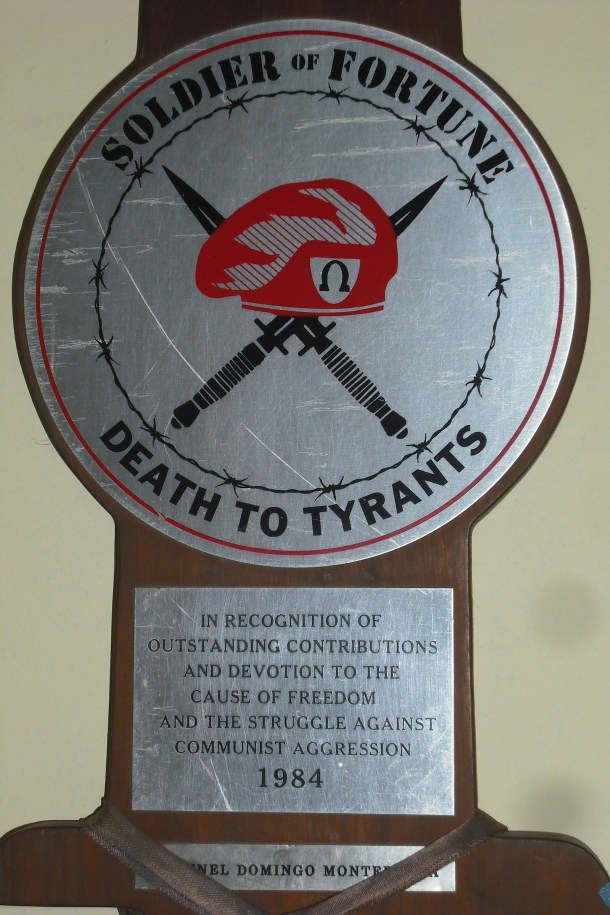 SOLDIER OF FORTUNE
Ω
DEATH TO TYRANTS
IN RECOGNITION OF
OUTSTANDING CONTRIBUTIONS
AND DEVOTION TO THE
CAUSE OF FREEDOM
AND THE STRUGGLE AGAINST
COMMUNIST AGGRESSION
1984
DOMINGO